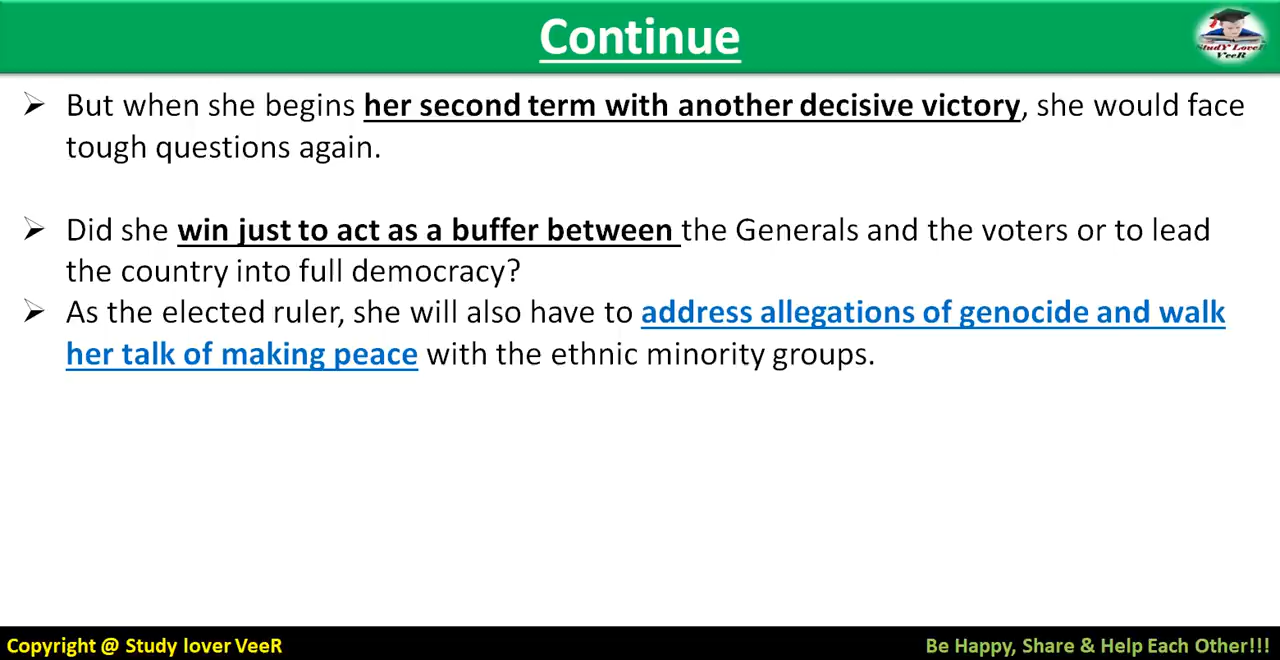 Continue
StudY LoveR
VeeR
➢ But when she begins her second term with another decisive victory, she would face
tough questions again.
➢ Did she win just to act as a buffer between the Generals and the voters or to lead
the country into full democracy?
➢ As the elected ruler, she will also have to address allegations of genocide and walk
her talk of making peace with the ethnic minority groups.
Copyright @ Study lover VeeR
Be Happy, Share & Help Each Other!!!